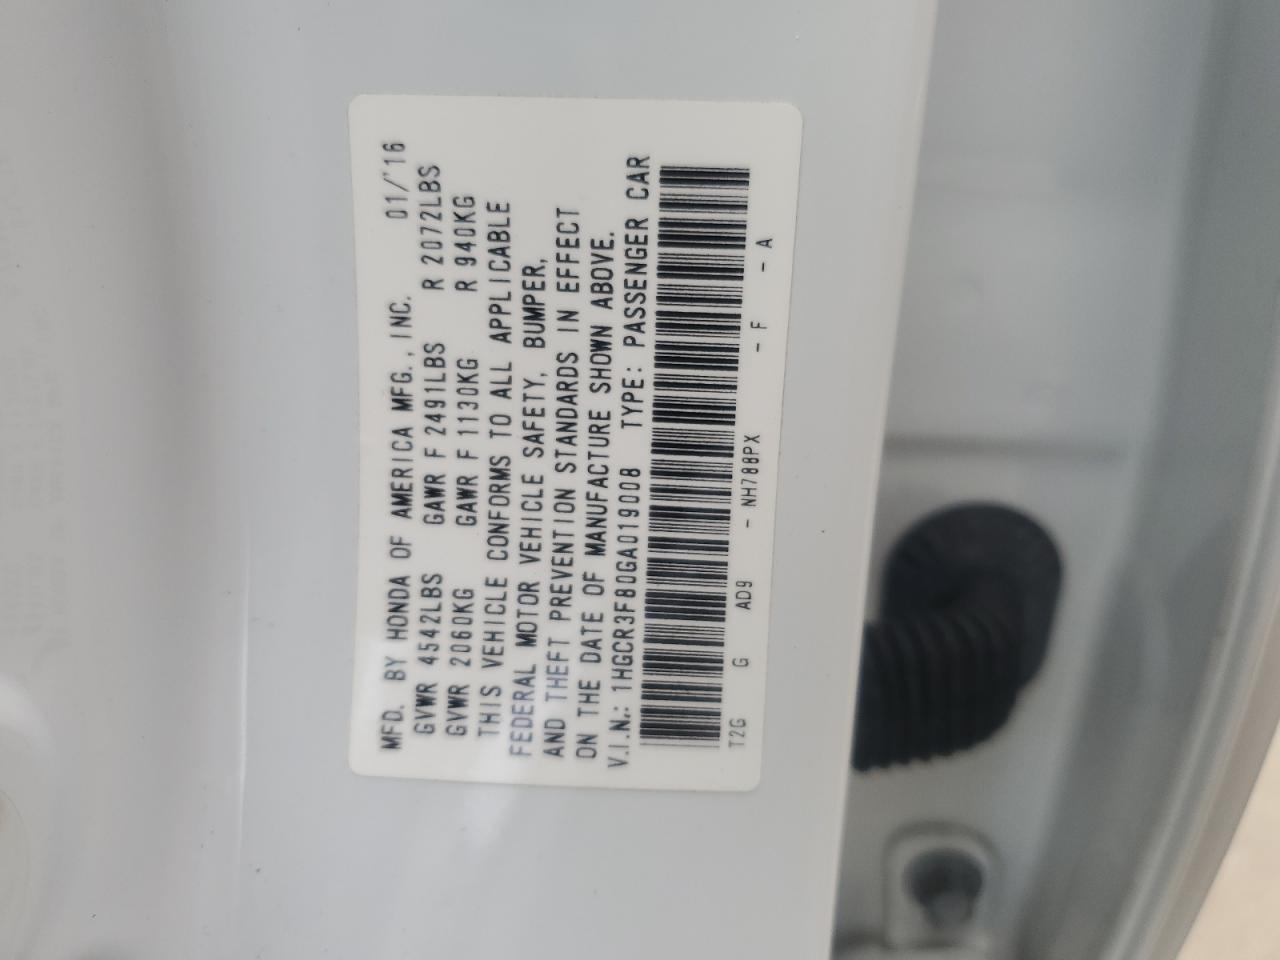 MFD. BY HONDA OF AMERICA MFG., INC. 01/'16
GVWR 4542LBS GAWR F 2491LBS R 2072LBS
GVWR 2060KG GAWR F 1130KG R 940KG
THIS VEHICLE CONFORMS TO ALL APPLICABLE
FEDERAL MOTOR VEHICLE SAFETY, BUMPER,
AND THEFT PREVENTION STANDARDS IN EFFECT
ON THE DATE OF MANUFACTURE SHOWN ABOVE.
V.I.N.: 1HGCR3F80GA019008 TYPE: PASSENGER CAR
T2G G AD9 - NH788PX - F - A